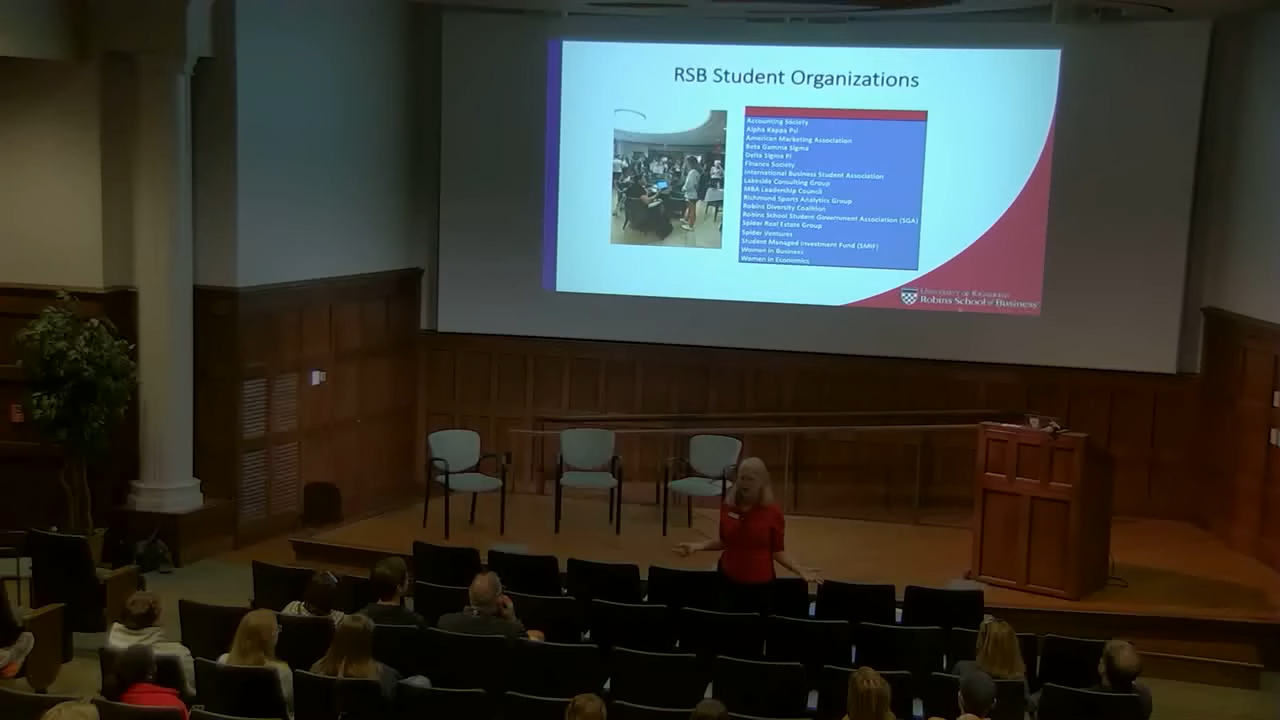 RSB Student Organizations
Accounting Society
Alpha Kappa Psi
American Marketing Association
Beta Gamma Sigma
Delta Sigma Pi
Finance Society
International Business Student Association
Lakeside Consulting Group
MBA Leadership Council
Richmond Sports Analytics Group
Robins Diversity Coalition
Robins School Student Government Association (SGA)
Spider Real Estate Group
Spider Ventures
Student Managed Investment Fund (SMIF)
Women in Business
Women in Economics
University of Richmond
Robins School of Business